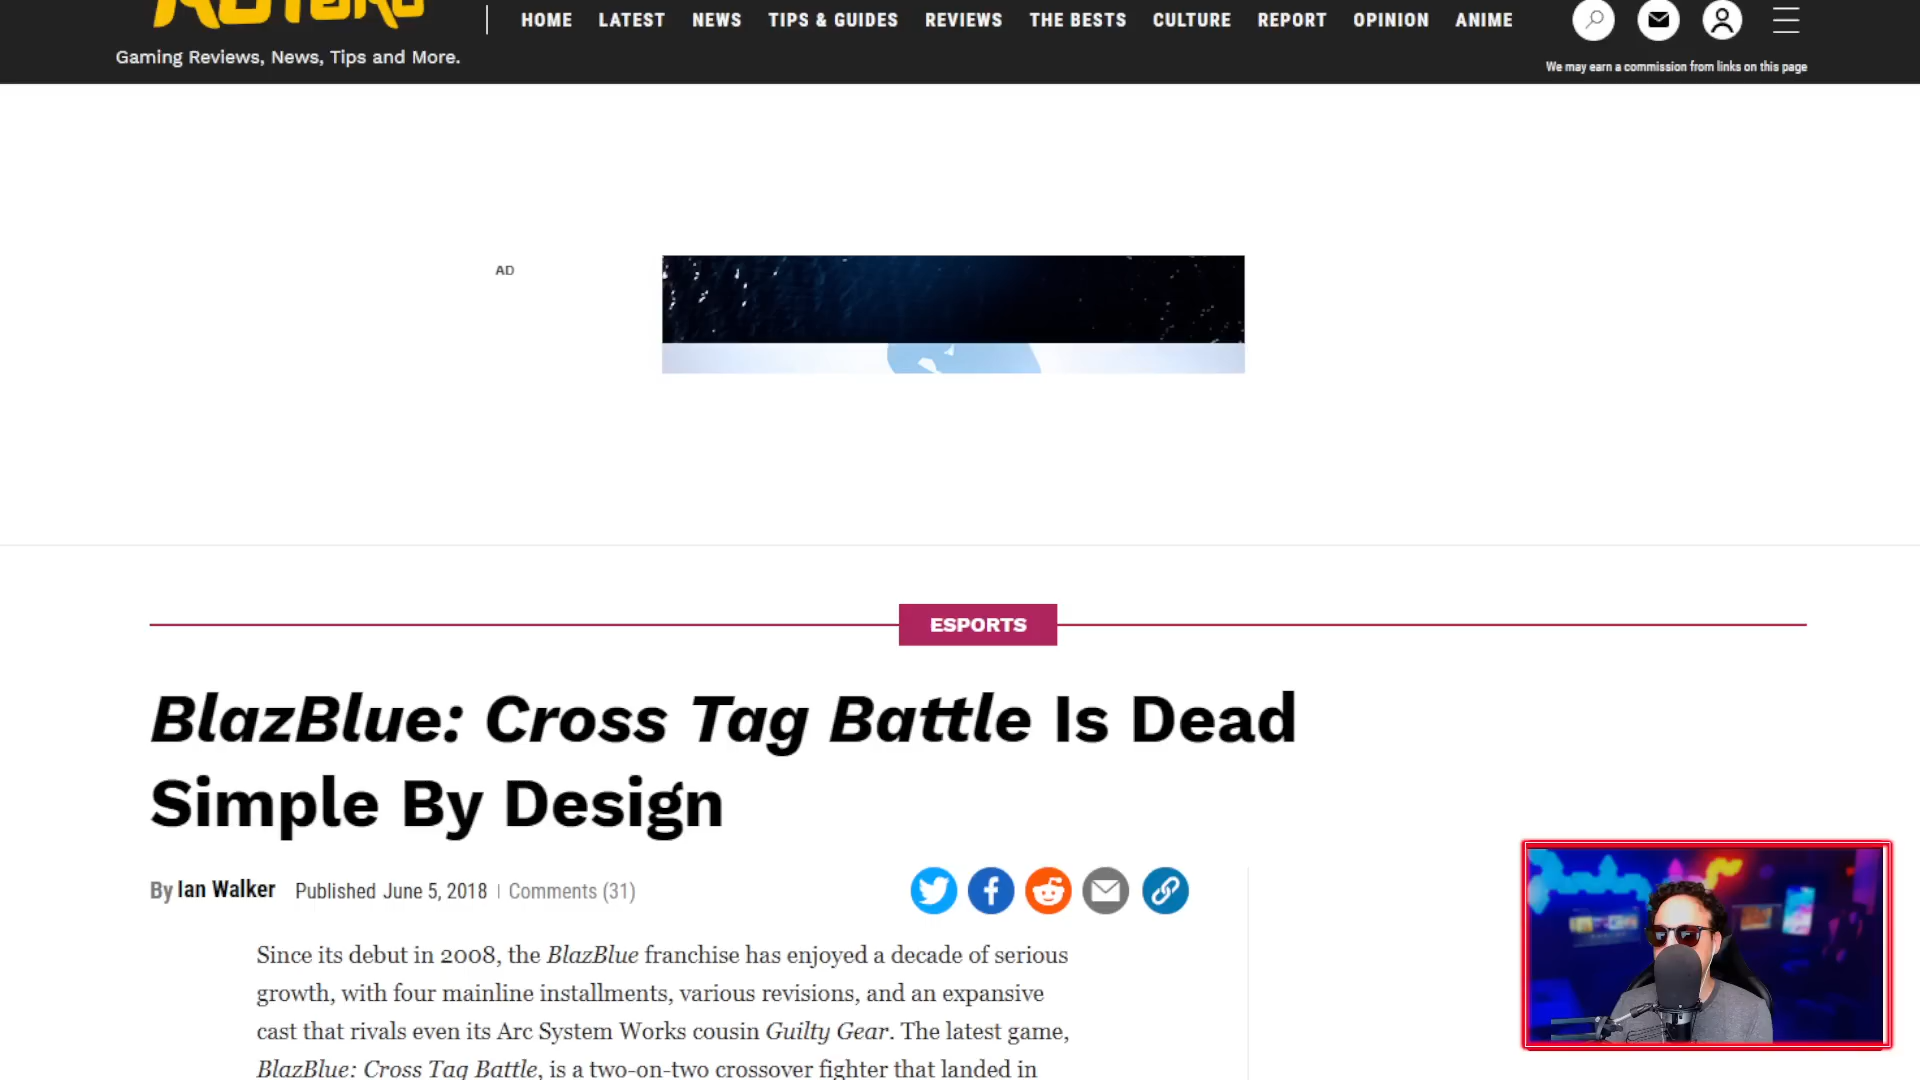 KOTAKU
HOME LATEST NEWS TIPS & GUIDES REVIEWS THE BESTS CULTURE REPORT OPINION ANIME
Gaming Reviews, News, Tips and More.
We may earn a commission from links on this page
AD
ESPORTS
BlazBlue: Cross Tag Battle Is Dead
Simple By Design
By Ian Walker Published June 5, 2018 | Comments (31)
Since its debut in 2008, the BlazBlue franchise has enjoyed a decade of serious
growth, with four mainline installments, various revisions, and an expansive
cast that rivals even its Arc System Works cousin Guilty Gear. The latest game,
BlazBlue: Cross Tag Battle, is a two-on-two crossover fighter that landed in